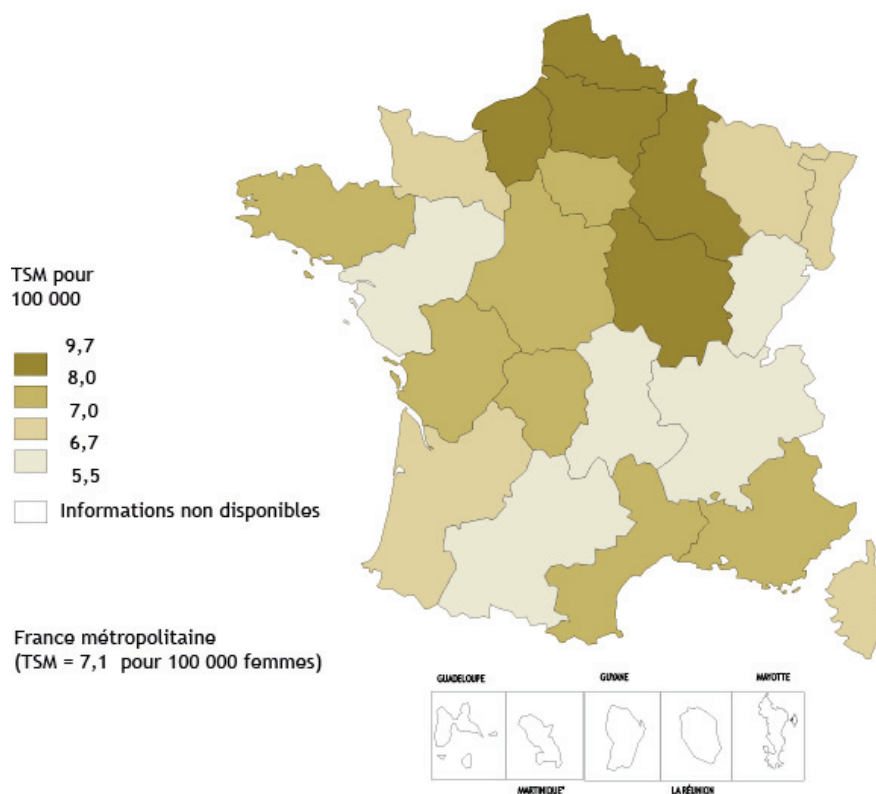 TSM pour
100 000
9,7
8,0
7,0
6,7
5,5
Informations non disponibles
France métropolitaine
(TSM = 7,1 pour 100 000 femmes)
GUADELOUPE
GUYANE
MAYOTTE
MARTINIQUE*
LA RÉUNION